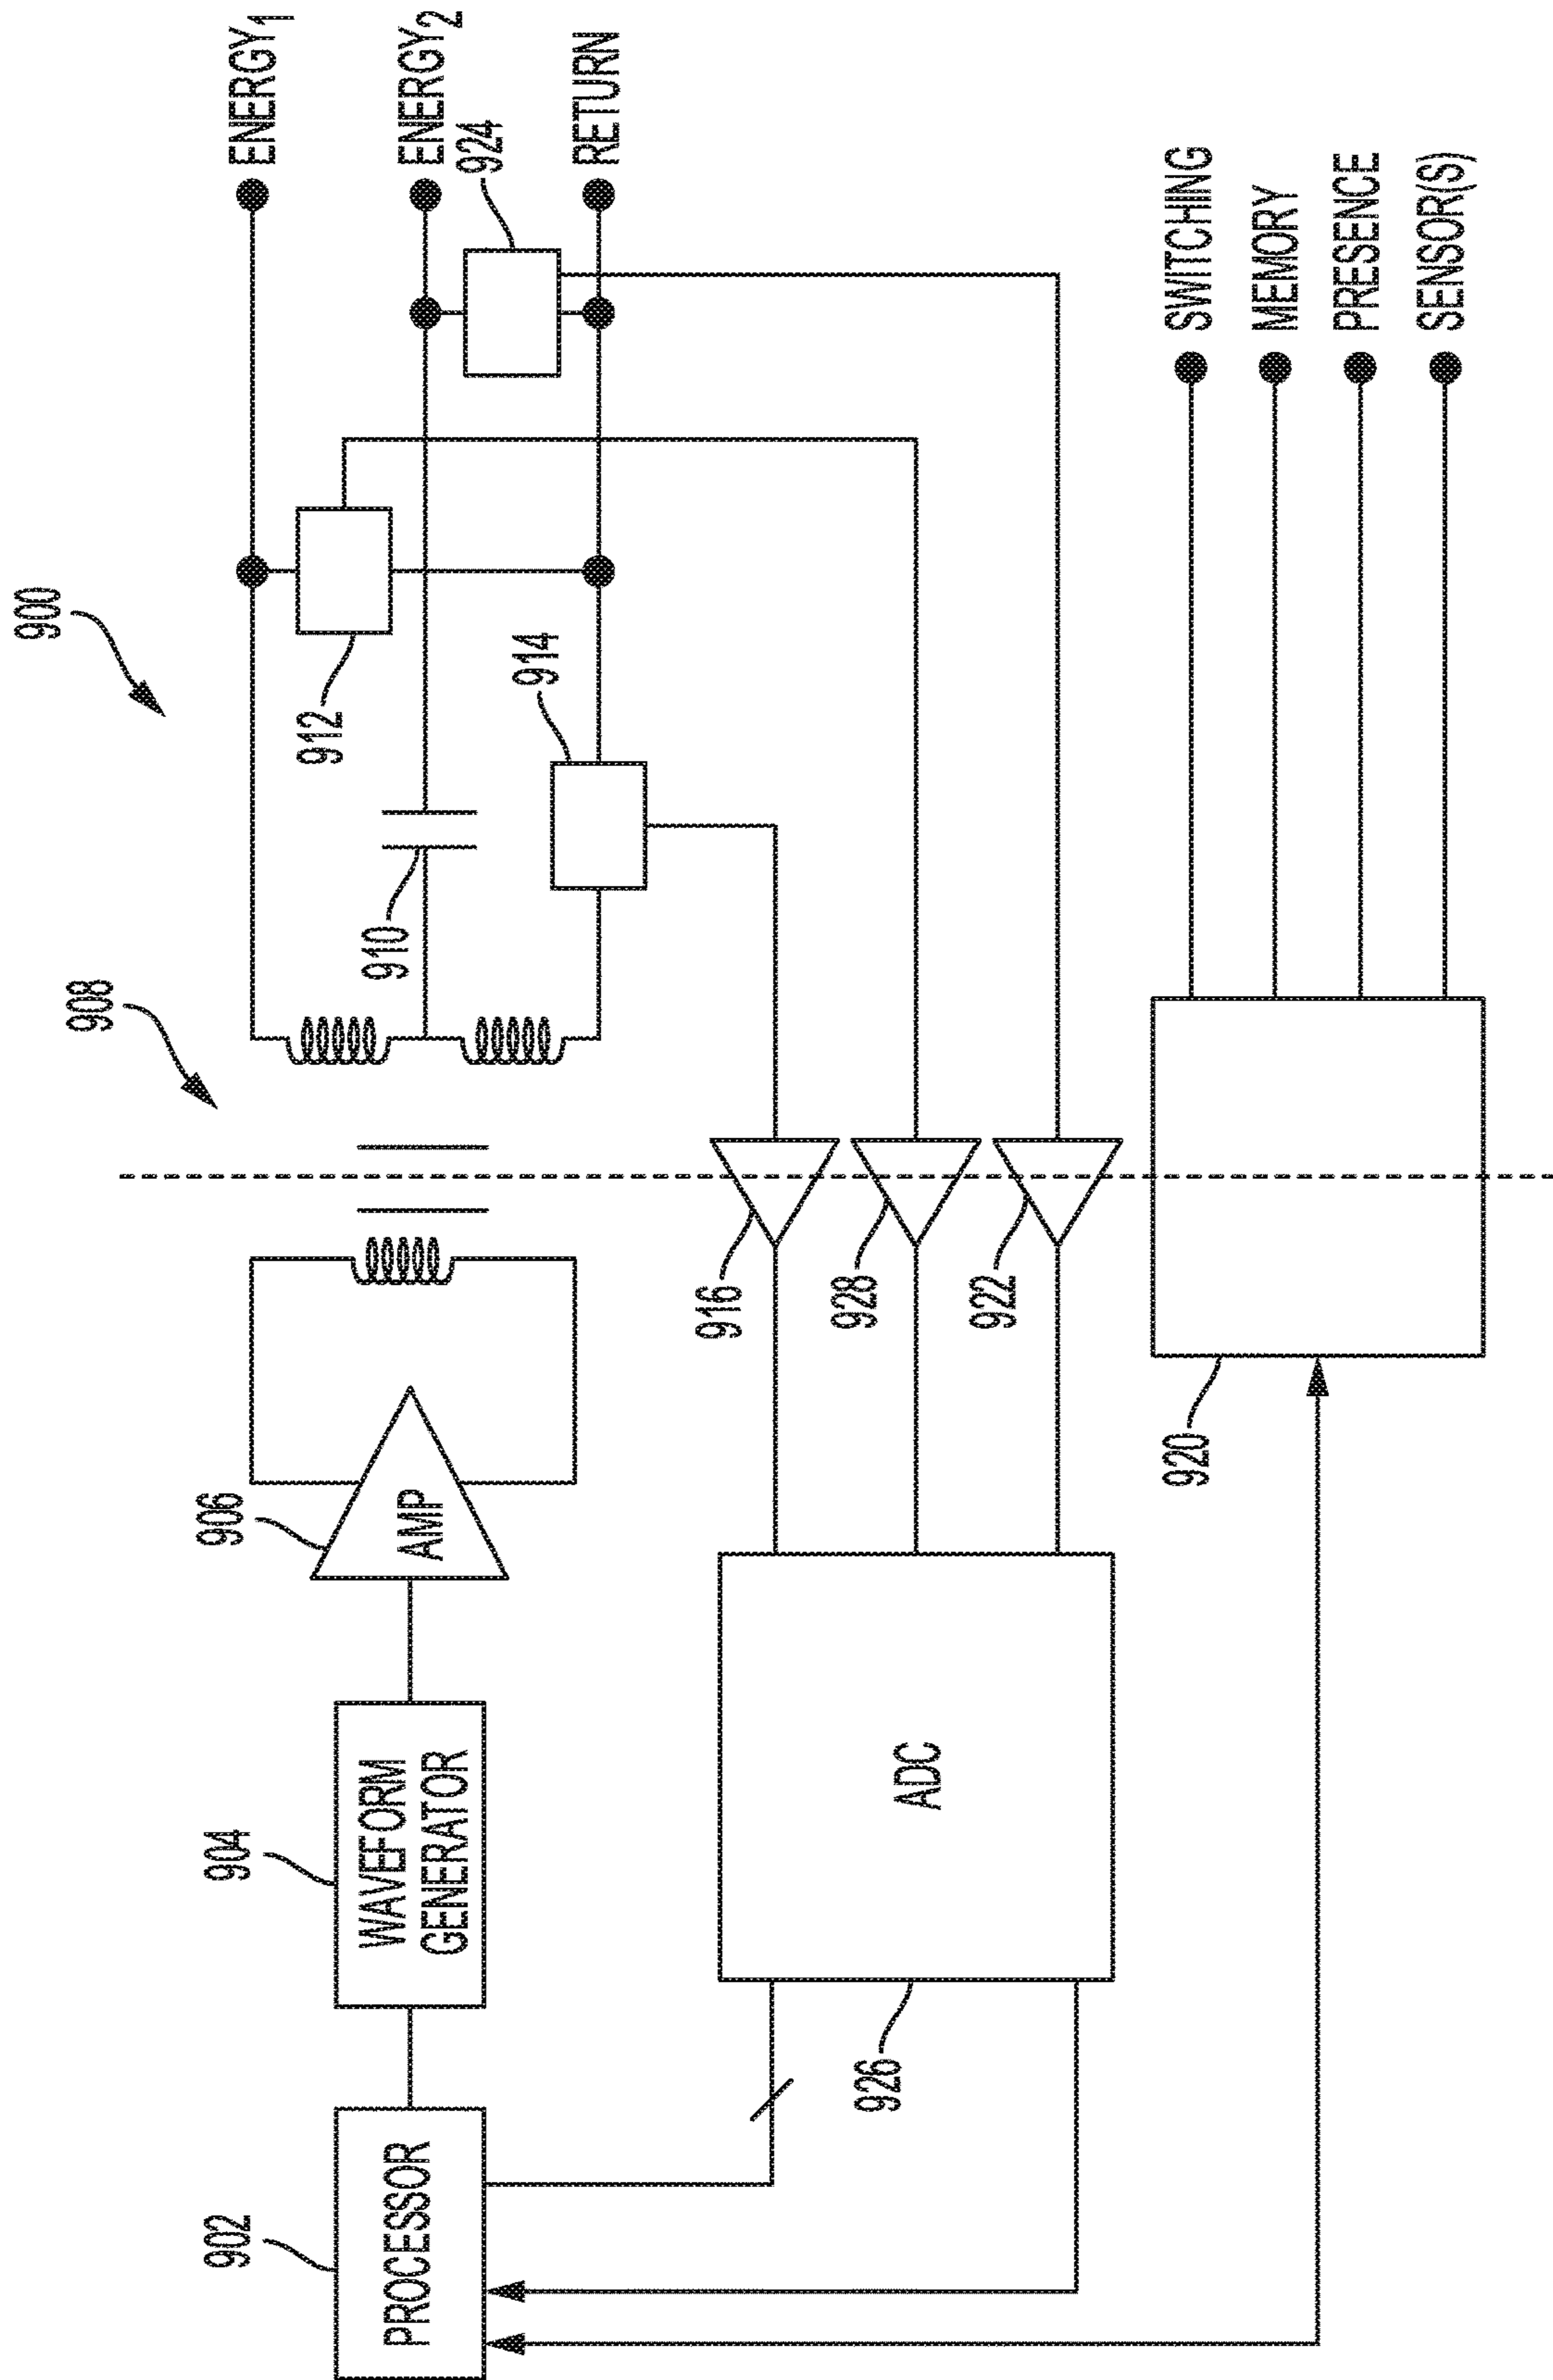 900
908
ENERGY1
ENERGY2
RETURN
924
912
914
910
906
AMP
904
WAVEFORM
GENERATOR
902
PROCESSOR
916
928
922
ADC
926
920
SWITCHING
MEMORY
PRESENCE
SENSOR(S)